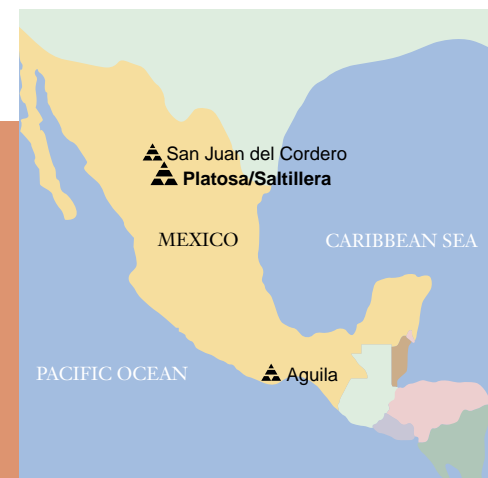 San Juan del Cordero
Platosa/Saltillera
MEXICO
CARIBBEAN SEA
PACIFIC OCEAN
Aguila